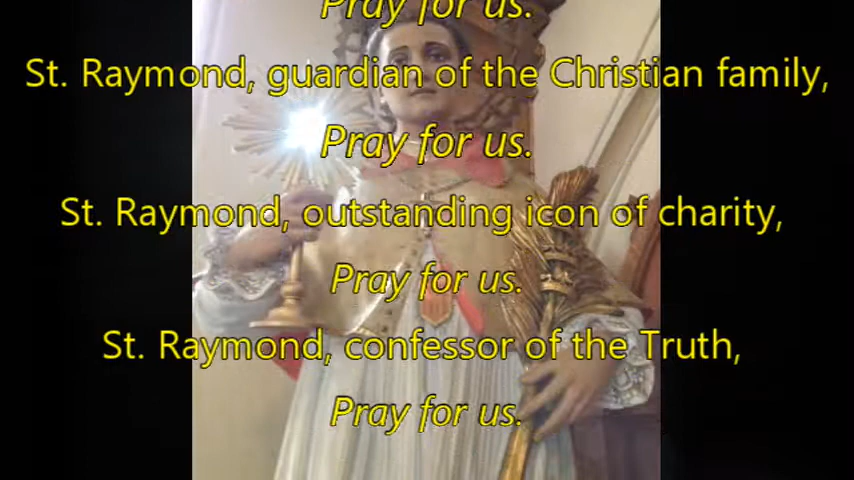 Pray for us.
St. Raymond, guardian of the Christian family,
Pray for us.
St. Raymond, outstanding icon of charity,
Pray for us.
St. Raymond, confessor of the Truth,
Pray for us.